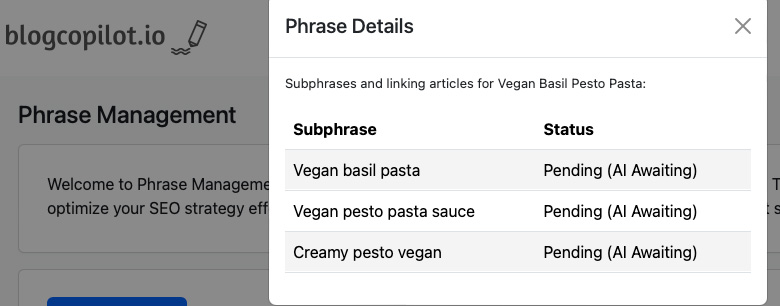 blogcopilot.io
Phrase Details
Subphrases and linking articles for Vegan Basil Pesto Pasta:
Phrase Management
Subphrase Status
Vegan basil pasta Pending (AI Awaiting)
Welcome to Phrase Manageme
Vegan pesto pasta sauce Pending (AI Awaiting)
optimize your SEO strategy eff
Creamy pesto vegan Pending (AI Awaiting)